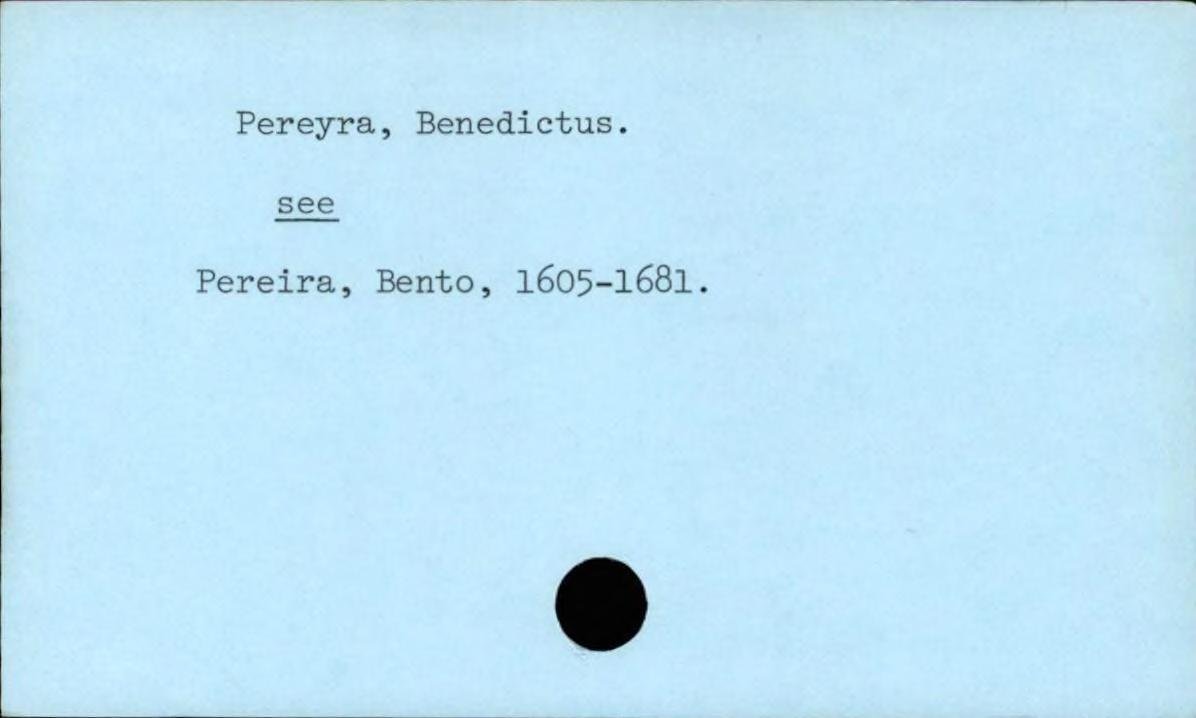 Pereyra, Benedictus.
see
Pereira, Bento, 1605-1681.